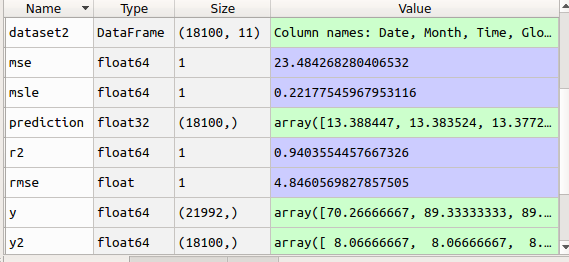 Name Type Size Value
dataset2 DataFrame (18100, 11) Column names: Date, Month, Time, Glo…
mse float64 1 23.484268280406532
msle float64 1 0.22177545967953116
prediction float32 (18100,) array([13.388447, 13.383524, 13.3772…
r2 float64 1 0.9403554457667326
rmse float 1 4.8460569827857505
y float64 (21992,) array([70.26666667, 89.33333333, 89.…
y2 float64 (18100,) array([ 8.06666667,  8.06666667,  8.…